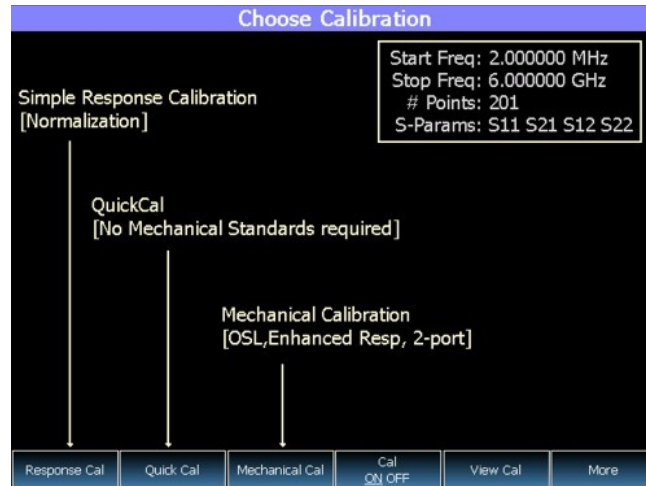 Choose Calibration
Start Freq: 2.000000 MHz
Stop Freq: 6.000000 GHz
# Points: 201
S-Params: S11 S21 S12 S22
Simple Response Calibration
[Normalization]
QuickCal
[No Mechanical Standards required]
Mechanical Calibration
[OSL,Enhanced Resp, 2-port]
Response Cal
Quick Cal
Mechanical Cal
Cal
ON OFF
View Cal
More